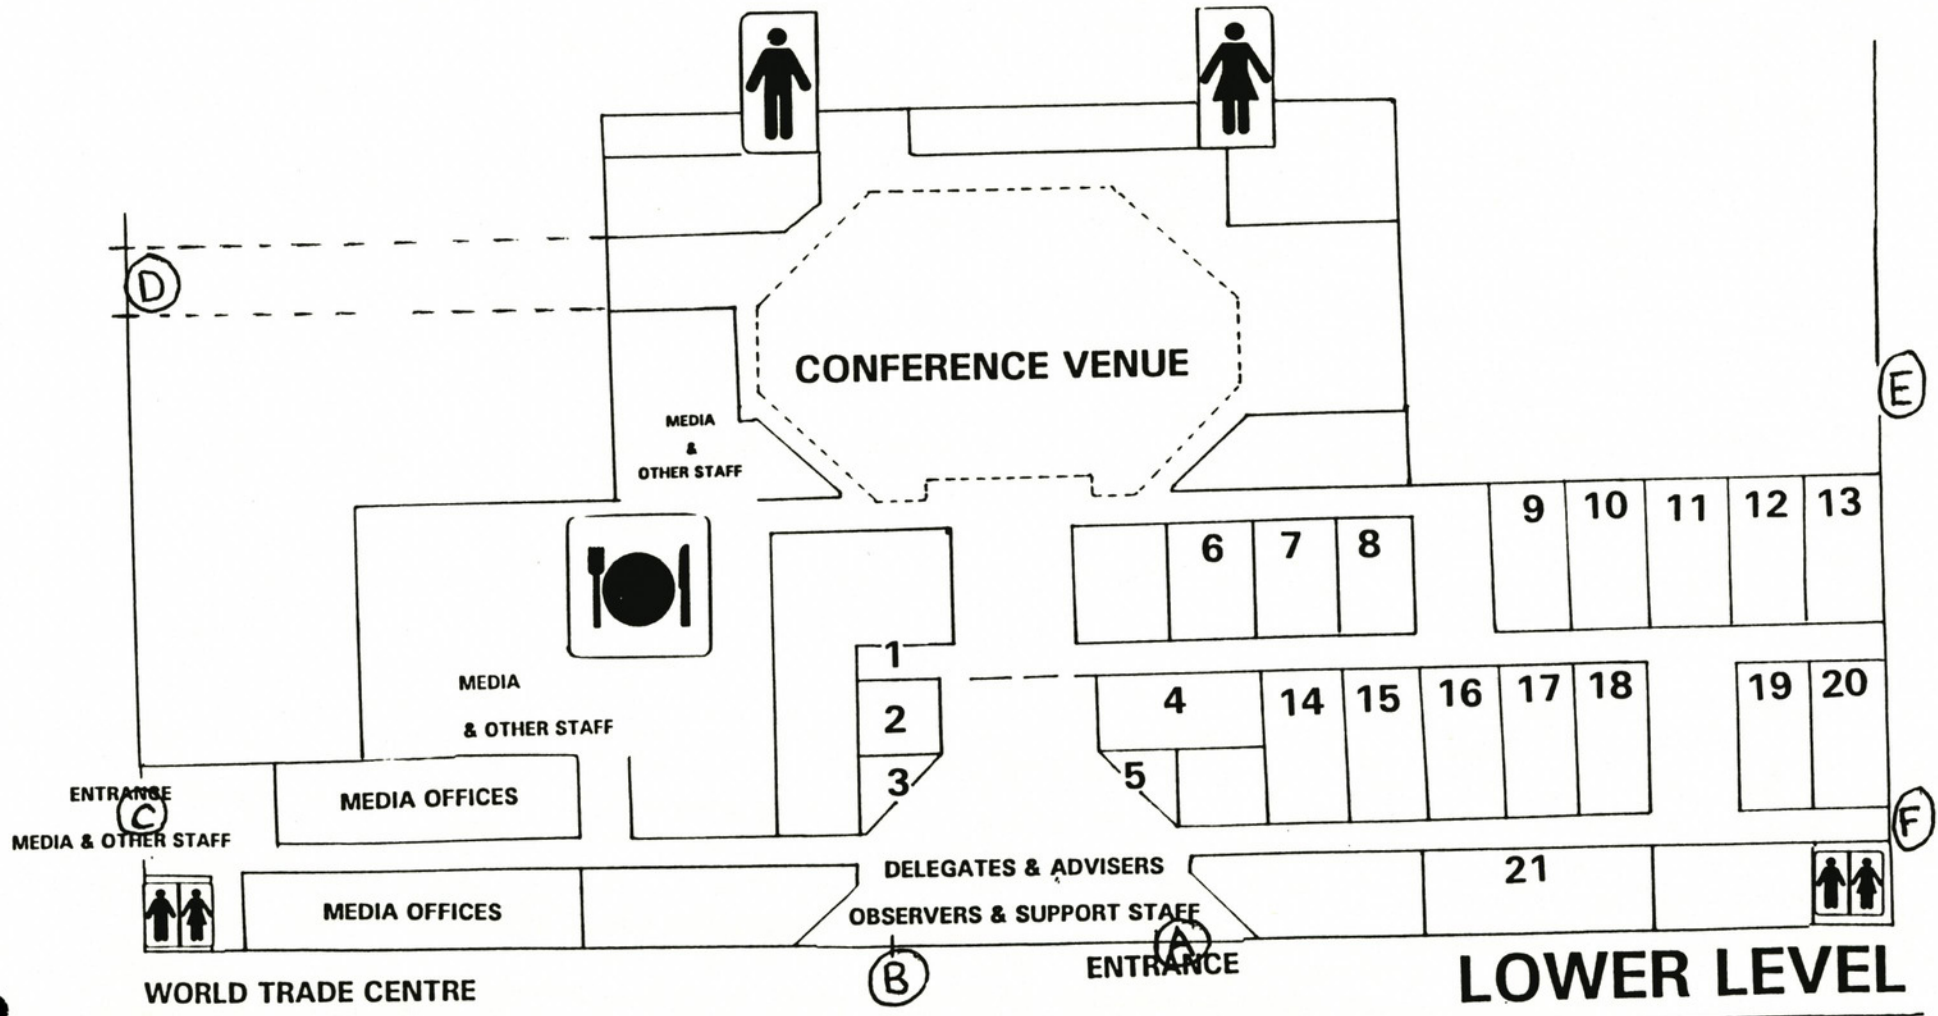 D
CONFERENCE VENUE
E
MEDIA
&
OTHER STAFF
9 10 11 12 13
6 7 8
1
MEDIA
& OTHER STAFF
2
4 14 15 16 17 18 19 20
3
5
ENTRANCE
C
MEDIA & OTHER STAFF
MEDIA OFFICES
F
DELEGATES & ADVISERS
21
MEDIA OFFICES
OBSERVERS & SUPPORT STAFF
A
B
ENTRANCE
WORLD TRADE CENTRE
LOWER LEVEL